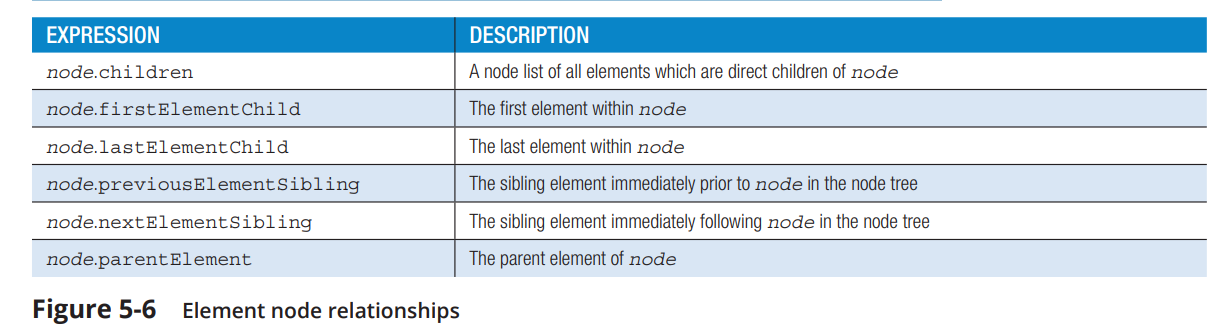 EXPRESSION DESCRIPTION
node.children A node list of all elements which are direct children of node
node.firstElementChild The first element within node
node.lastElementChild The last element within node
node.previousElementSibling The sibling element immediately prior to node in the node tree
node.nextElementSibling The sibling element immediately following node in the node tree
node.parentElement The parent element of node
Figure 5-6 Element node relationships